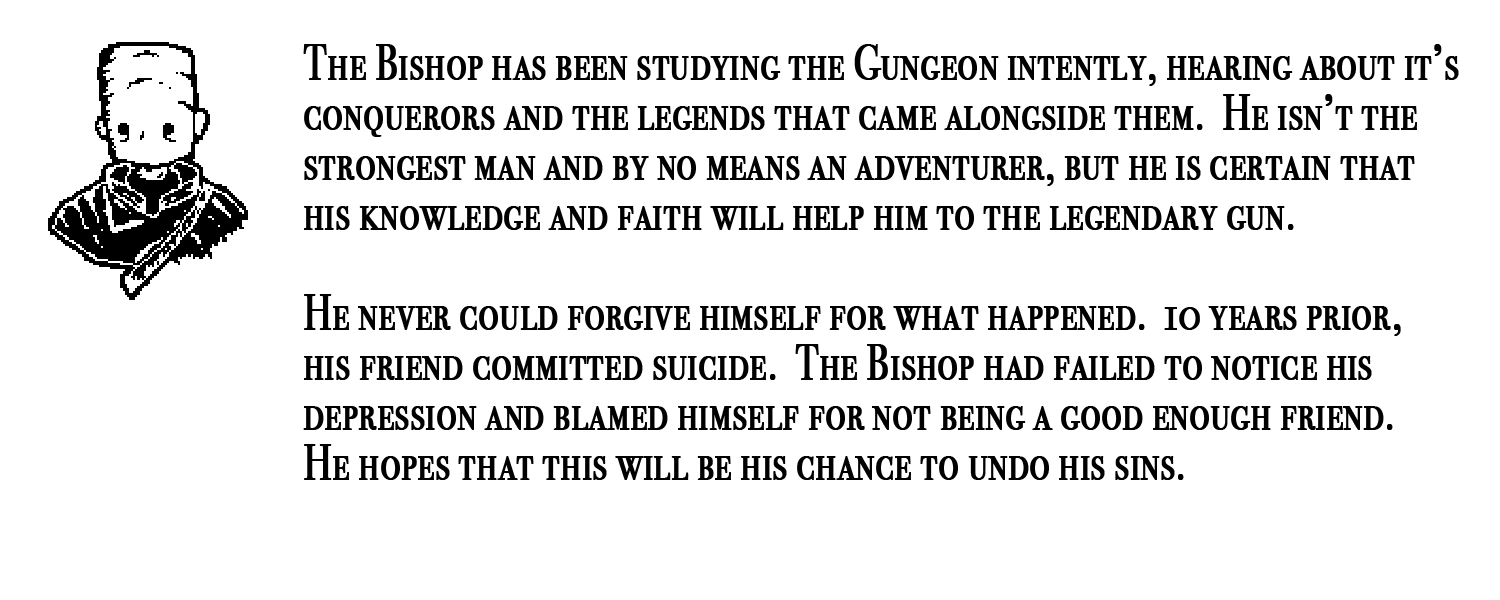 The Bishop has been studying the Gungeon intently, hearing about it's
conquerors and the legends that came alongside them.  He isn't the
strongest man and by no means an adventurer, but he is certain that
his knowledge and faith will help him to the legendary gun.
He never could forgive himself for what happened.  10 years prior,
his friend committed suicide.  The Bishop had failed to notice his
depression and blamed himself for not being a good enough friend.
He hopes that this will be his chance to undo his sins.